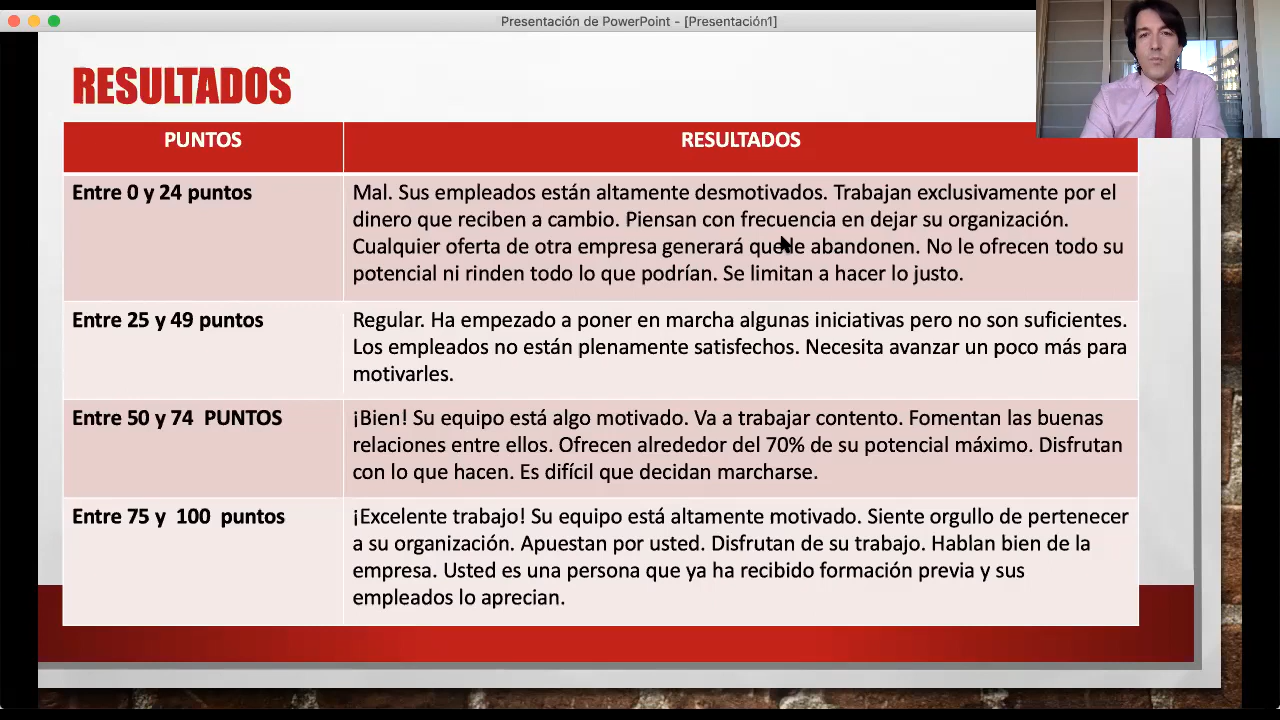 Presentación de PowerPoint - [Presentación1]
RESULTADOS
PUNTOS
RESULTADOS
Entre 0 y 24 puntos
Mal. Sus empleados están altamente desmotivados. Trabajan exclusivamente por el
dinero que reciben a cambio. Piensan con frecuencia en dejar su organización.
Cualquier oferta de otra empresa generará que le abandonen. No le ofrecen todo su
potencial ni rinden todo lo que podrían. Se limitan a hacer lo justo.
Entre 25 y 49 puntos
Regular. Ha empezado a poner en marcha algunas iniciativas pero no son suficientes.
Los empleados no están plenamente satisfechos. Necesita avanzar un poco más para
motivarles.
Entre 50 y 74 PUNTOS
¡Bien! Su equipo está algo motivado. Va a trabajar contento. Fomentan las buenas
relaciones entre ellos. Ofrecen alrededor del 70% de su potencial máximo. Disfrutan
con lo que hacen. Es difícil que decidan marcharse.
Entre 75 y 100 puntos
¡Excelente trabajo! Su equipo está altamente motivado. Siente orgullo de pertenecer
a su organización. Apuestan por usted. Disfrutan de su trabajo. Hablan bien de la
empresa. Usted es una persona que ya ha recibido formación previa y sus
empleados lo aprecian.